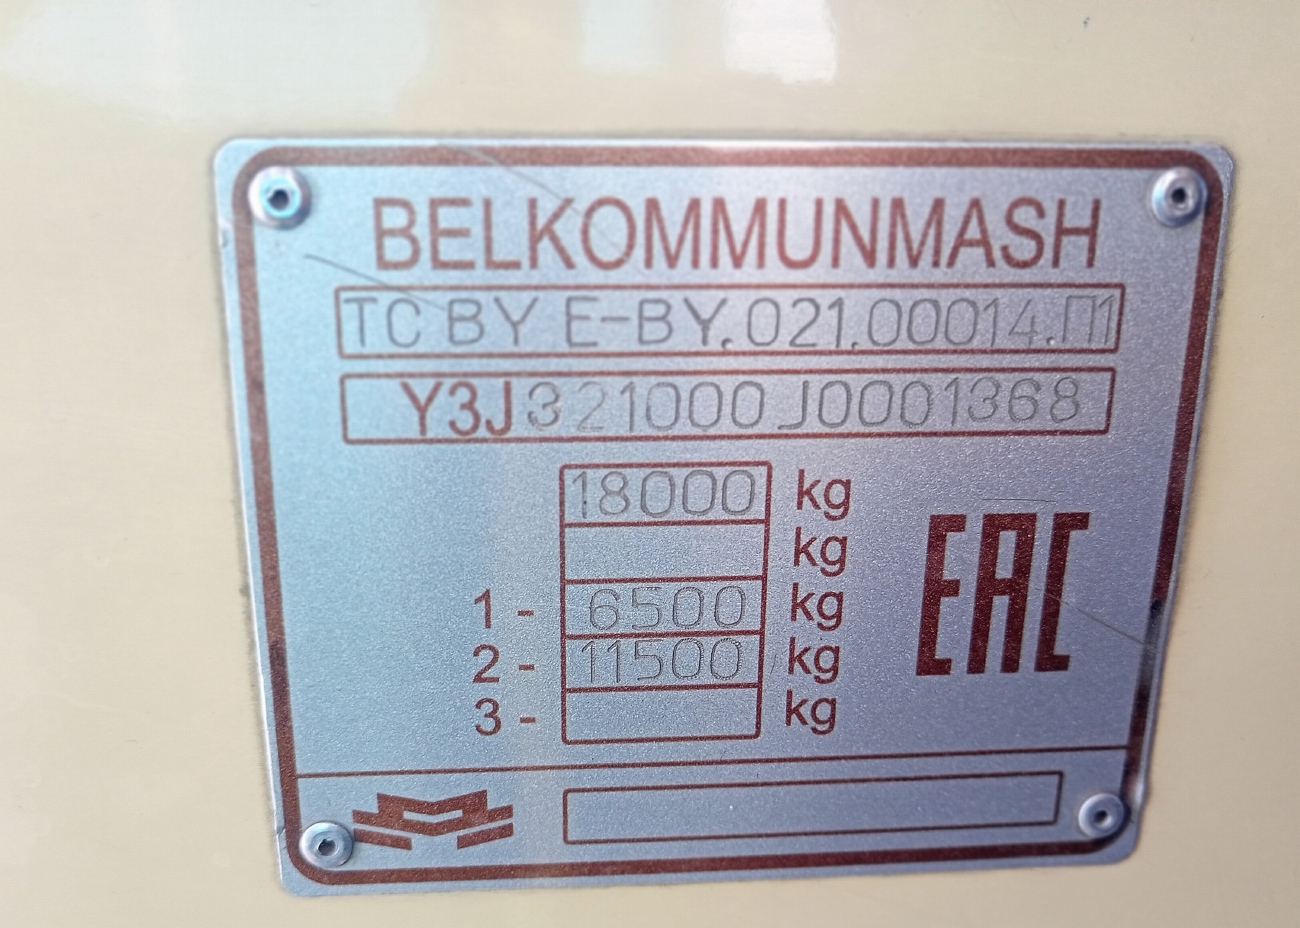 BELKOMMUNMASH
TC BY E-BY.021.00014.П1
Y3J321000J0001368
18000 kg
kg
1 - 6500 kg
2 - 11500 kg
3 - kg
EAC